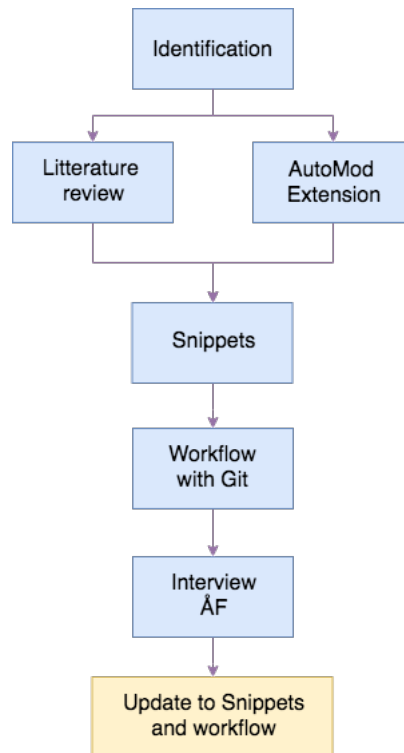 Identification
Litterature
review
AutoMod
Extension
Snippets
Workflow
with Git
Interview
ÅF
Update to Snippets
and workflow